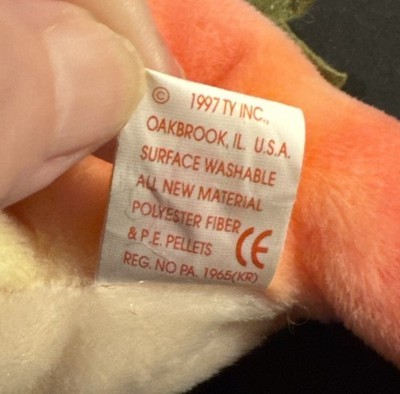 © 1997 TY INC.,
OAKBROOK, IL. U.S.A.
SURFACE WASHABLE
ALL NEW MATERIAL
POLYESTER FIBER
& P.E. PELLETS CE
REG. NO PA. 1965(KR)